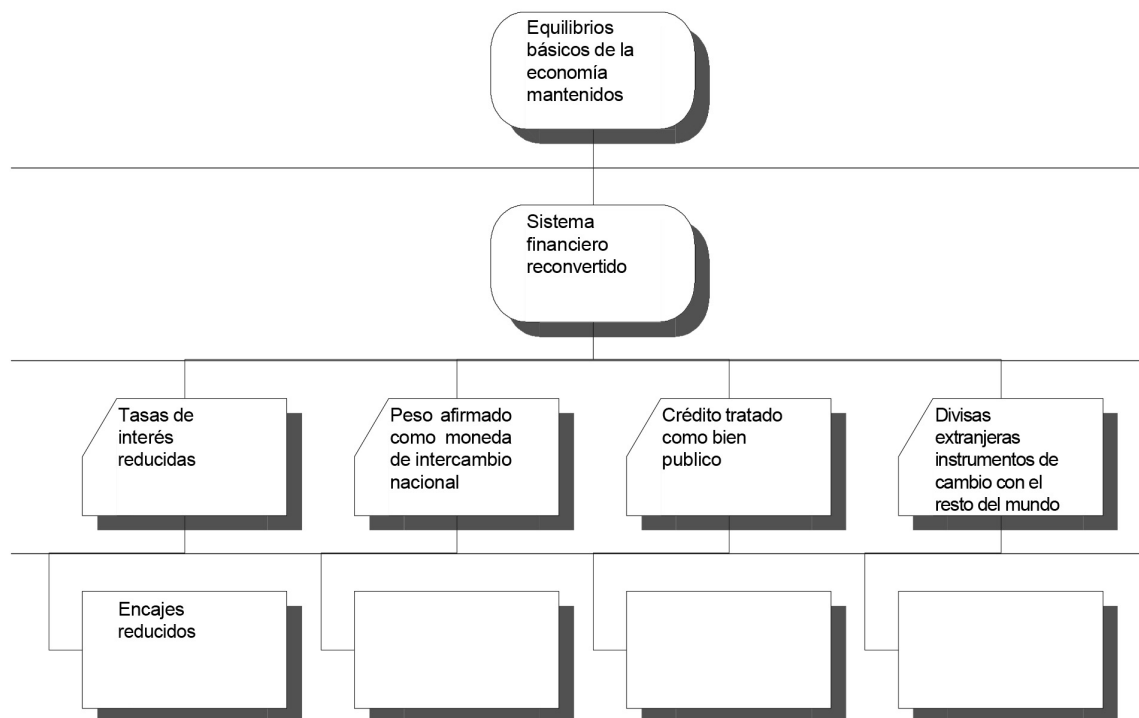 Equilibrios
básicos de la
economía
mantenidos
Sistema
financiero
reconvertido
Tasas de
interés
reducidas
Peso afirmado
como moneda
de intercambio
nacional
Crédito tratado
como bien
publico
Divisas
extranjeras
instrumentos de
cambio con el
resto del mundo
Encajes
reducidos